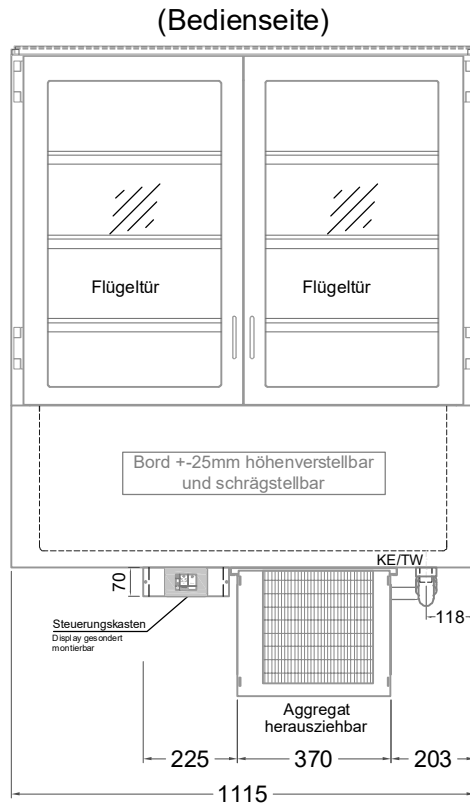 (Bedienseite)
Flügeltür
Flügeltür
Bord +-25mm höhenverstellbar
und schrägstellbar
KE/TW
70
Steuerungskasten
Display gesondert
montierbar
118
Aggregat
herausziehbar
225
370
203
1115